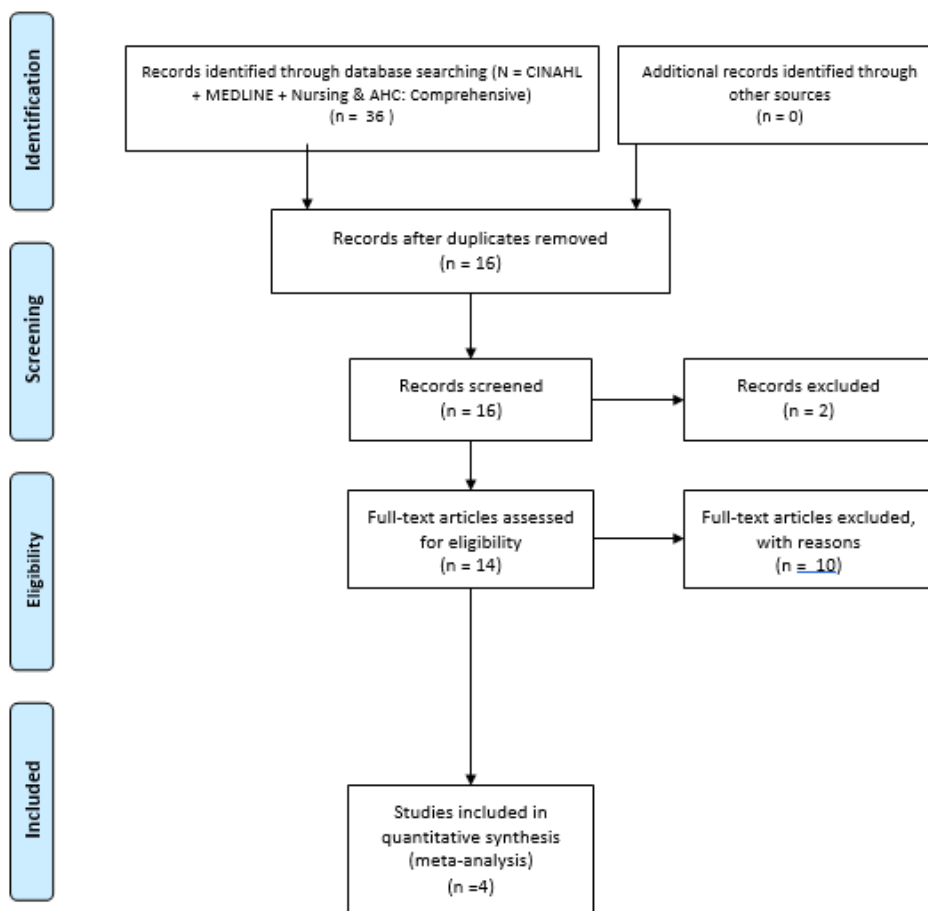 Identification
Records identified through database searching (N = CINAHL
+ MEDLINE + Nursing & AHC: Comprehensive)
(n = 36 )
Additional records identified through
other sources
(n = 0)
Records after duplicates removed
(n = 16)
Screening
Records screened
(n = 16)
Records excluded
(n = 2)
Eligibility
Full-text articles assessed
for eligibility
(n = 14)
Full-text articles excluded,
with reasons
(n = 10)
Included
Studies included in
quantitative synthesis
(meta-analysis)
(n =4)